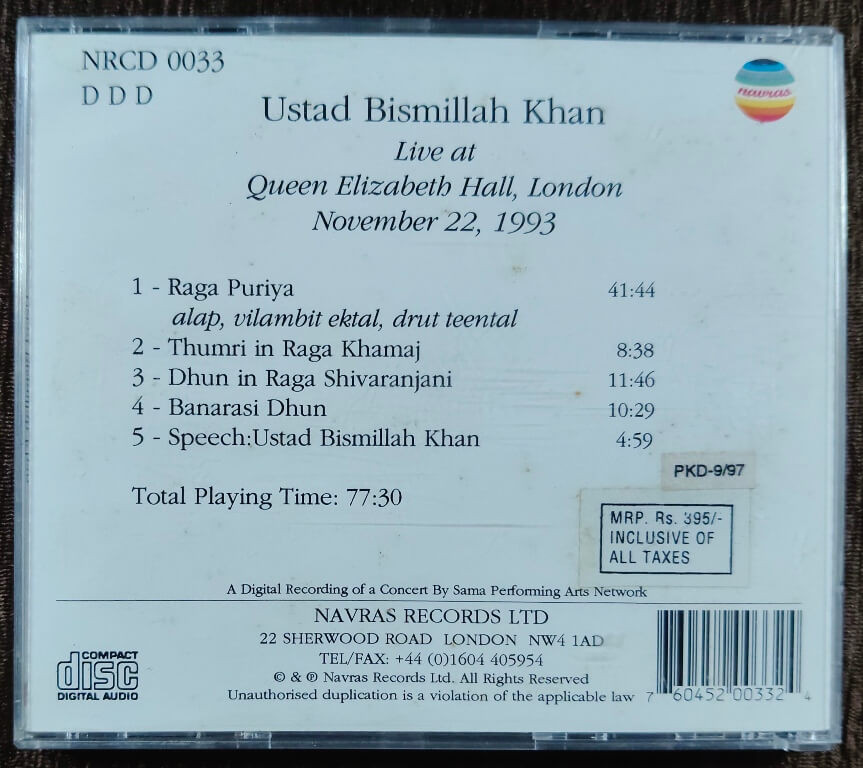 NRCD 0033
D D D
navras
Ustad Bismillah Khan
Live at
Queen Elizabeth Hall, London
November 22, 1993
1 - Raga Puriya 41:44
alap, vilambit ektal, drut teental
2 - Thumri in Raga Khamaj 8:38
3 - Dhun in Raga Shivaranjani 11:46
4 - Banarasi Dhun 10:29
5 - Speech:Ustad Bismillah Khan 4:59
PKD-9/97
Total Playing Time: 77:30
MRP. Rs. 395/-
INCLUSIVE OF
ALL TAXES
A Digital Recording of a Concert By Sama Performing Arts Network
NAVRAS RECORDS LTD
22 SHERWOOD ROAD LONDON NW4 1AD
TEL/FAX: +44 (0)1604 405954
© & ℗ Navras Records Ltd. All Rights Reserved
Unauthorised duplication is a violation of the applicable law
COMPACT
disc
DIGITAL AUDIO
7 60452 00332 4